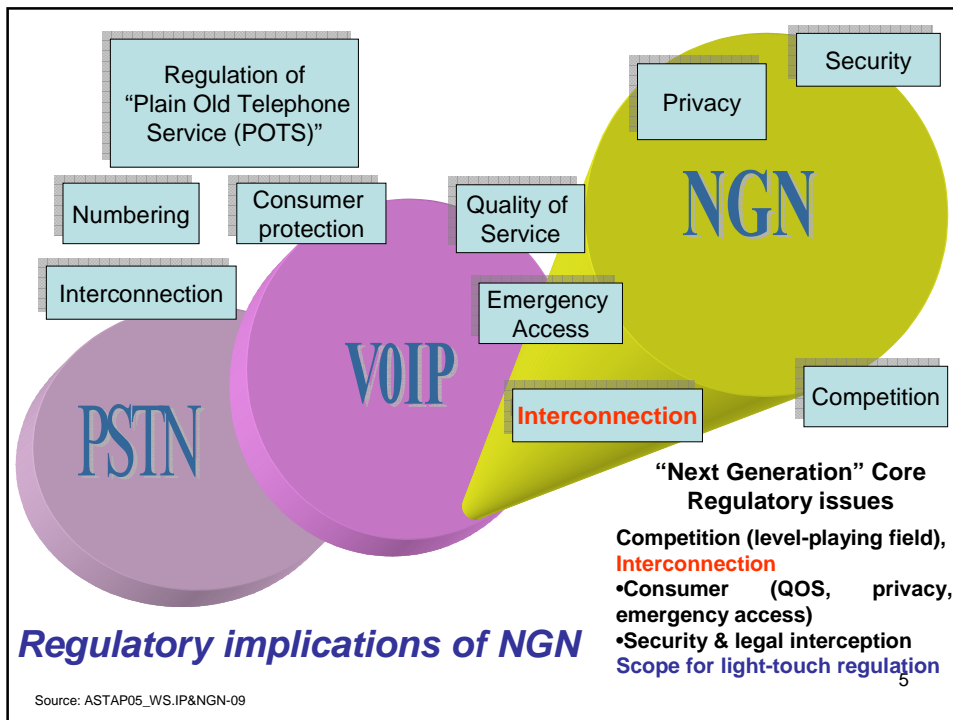 Regulation of
“Plain Old Telephone
Service (POTS)”
Security
Privacy
Numbering
Consumer
protection
Quality of
Service
NGN
Interconnection
Emergency
Access
V0IP
PSTN
Interconnection
Competition
“Next Generation” Core
Regulatory issues
Competition (level-playing field),
Interconnection
•Consumer (QOS, privacy,
emergency access)
•Security & legal interception
Scope for light-touch regulation
Regulatory implications of NGN
5
Source: ASTAP05_WS.IP&NGN-09